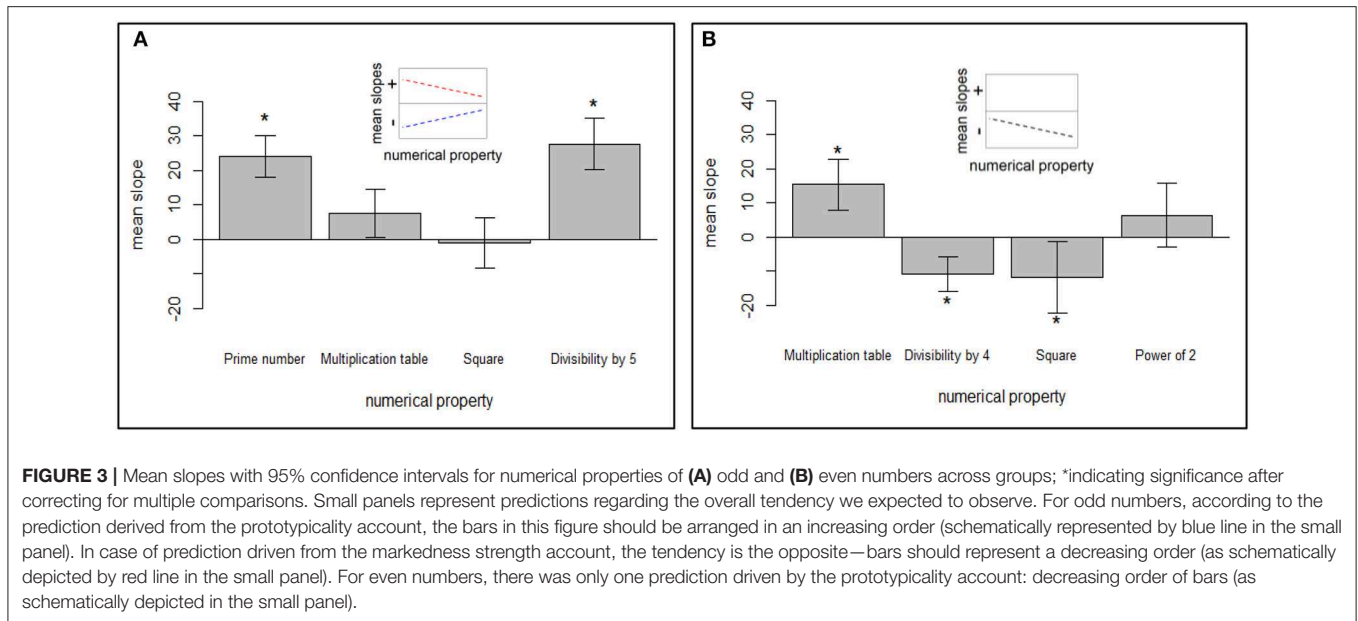 A
mean slopes
- +
numerical property
mean slope
-20 0 10 20 30 40
* *
Prime number Multiplication table Square Divisibility by 5
numerical property
B
mean slopes
- +
numerical property
mean slope
-20 0 10 20 30 40
* * * 
Multiplication table Divisibility by 4 Square Power of 2
numerical property
FIGURE 3 | Mean slopes with 95% confidence intervals for numerical properties of (A) odd and (B) even numbers across groups; *indicating significance after
correcting for multiple comparisons. Small panels represent predictions regarding the overall tendency we expected to observe. For odd numbers, according to the
prediction derived from the prototypicality account, the bars in this figure should be arranged in an increasing order (schematically represented by blue line in the small
panel). In case of prediction driven from the markedness strength account, the tendency is the opposite—bars should represent a decreasing order (as schematically
depicted by red line in the small panel). For even numbers, there was only one prediction driven by the prototypicality account: decreasing order of bars (as
schematically depicted in the small panel).